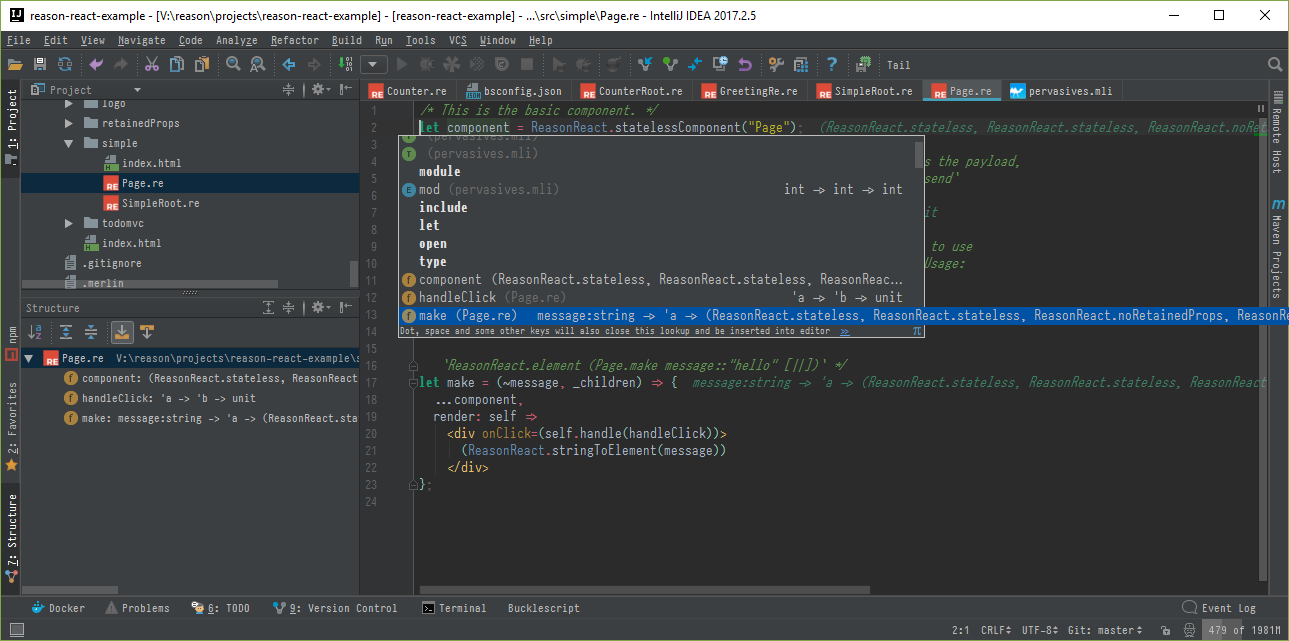 reason-react-example - [V:\reason\projects\reason-react-example] - [reason-react-example] - ...\src\simple\Page.re - IntelliJ IDEA 2017.2.5
File Edit View Navigate Code Analyze Refactor Build Run Tools VCS Window Help
Tail
Project
Counter.re bsconfig.json CounterRoot.re GreetingRe.re SimpleRoot.re Page.re pervasives.mli
1: Project
logo
retainedProps
simple
index.html
Page.re
SimpleRoot.re
todomvc
index.html
.gitignore
.merlin
Structure
Page.re V:\reason\projects\reason-react-example\s
component: (ReasonReact.stateless, ReasonReact
handleClick: 'a -> 'b -> unit
make: message:string -> 'a -> (ReasonReact.sta
npm
2: Favorites
7: Structure
1 /* This is the basic component. */
2 let component = ReasonReact.statelessComponent("Page"); (ReasonReact.stateless, ReasonReact.stateless, ReasonReact.noRet
3
4 s the payload,
5 send`
6
7 it
8
9 to use
10 Usage:
11
12
13
14
15
16 `ReasonReact.element (Page.make message::"hello" [||])` */
17 let make = (~message, _children) => { message:string -> 'a -> (ReasonReact.stateless, ReasonReact.stateless, ReasonReact
18 ...component,
19 render: self =>
20 <div onClick=(self.handle(handleClick))>
21 (ReasonReact.stringToElement(message))
22 </div>
23 };
24
(pervasives.mli)
(pervasives.mli)
module
mod (pervasives.mli) int -> int -> int
include
let
open
type
component (ReasonReact.stateless, ReasonReact.stateless, ReasonReac...
handleClick (Page.re) 'a -> 'b -> unit
make (Page.re) message:string -> 'a -> (ReasonReact.stateless, ReasonReact.stateless, ReasonReact.noRetainedProps, ReasonRe
Dot, space and some other keys will also close this lookup and be inserted into editor >> π
Remote Host
Maven Projects
Docker Problems 6: TODO 9: Version Control Terminal Bucklescript Event Log
2:1 CRLF UTF-8 Git: master 479 of 1981M